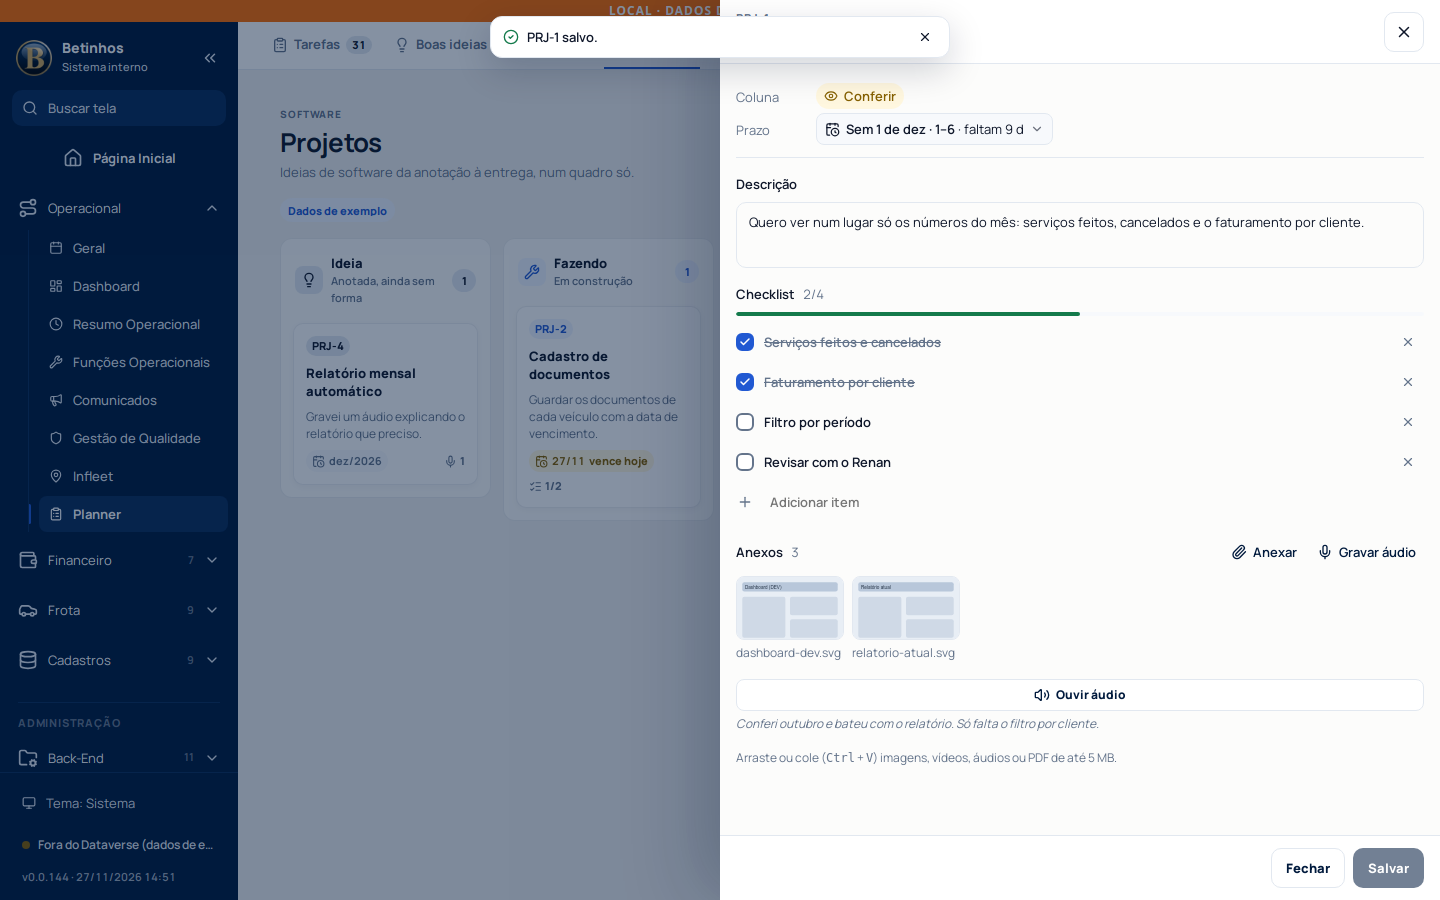 LOCAL · DADOS D
Betinhos
Sistema interno
Buscar tela
Página Inicial
Operacional
Geral
Dashboard
Resumo Operacional
Funções Operacionais
Comunicados
Gestão de Qualidade
Infleet
Planner
Financeiro 7
Frota 9
Cadastros 9
ADMINISTRAÇÃO
Back-End 11
Tema: Sistema
Fora do Dataverse (dados de e...
v0.0.144 · 27/11/2026 14:51
Tarefas 31
Boas ideias
PRJ-1 salvo.
SOFTWARE
Projetos
Ideias de software da anotação à entrega, num quadro só.
Dados de exemplo
Ideia 1
Anotada, ainda sem
forma
PRJ-4
Relatório mensal
automático
Gravei um áudio explicando o
relatório que preciso.
dez/2026 1
Fazendo 1
Em construção
PRJ-2
Cadastro de
documentos
Guardar os documentos de
cada veículo com a data de
vencimento.
27/11 vence hoje
1/2
Coluna Conferir
Prazo Sem 1 de dez · 1–6 · faltam 9 d
Descrição
Quero ver num lugar só os números do mês: serviços feitos, cancelados e o faturamento por cliente.
Checklist 2/4
Serviços feitos e cancelados
Faturamento por cliente
Filtro por período
Revisar com o Renan
Adicionar item
Anexos 3
Anexar
Gravar áudio
Dashboard (DEV)
Relatório atual
dashboard-dev.svg
relatorio-atual.svg
Ouvir áudio
Conferi outubro e bateu com o relatório. Só falta o filtro por cliente.
Arraste ou cole (Ctrl + V) imagens, vídeos, áudios ou PDF de até 5 MB.
Fechar
Salvar